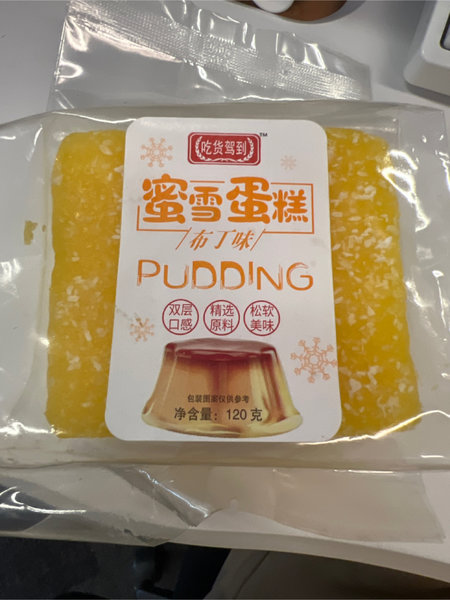 吃货驾到™
蜜雪蛋糕
布丁味
PUDDING
双层 精选 松软
口感 原料 美味
包装图案仅供参考
净含量：120克